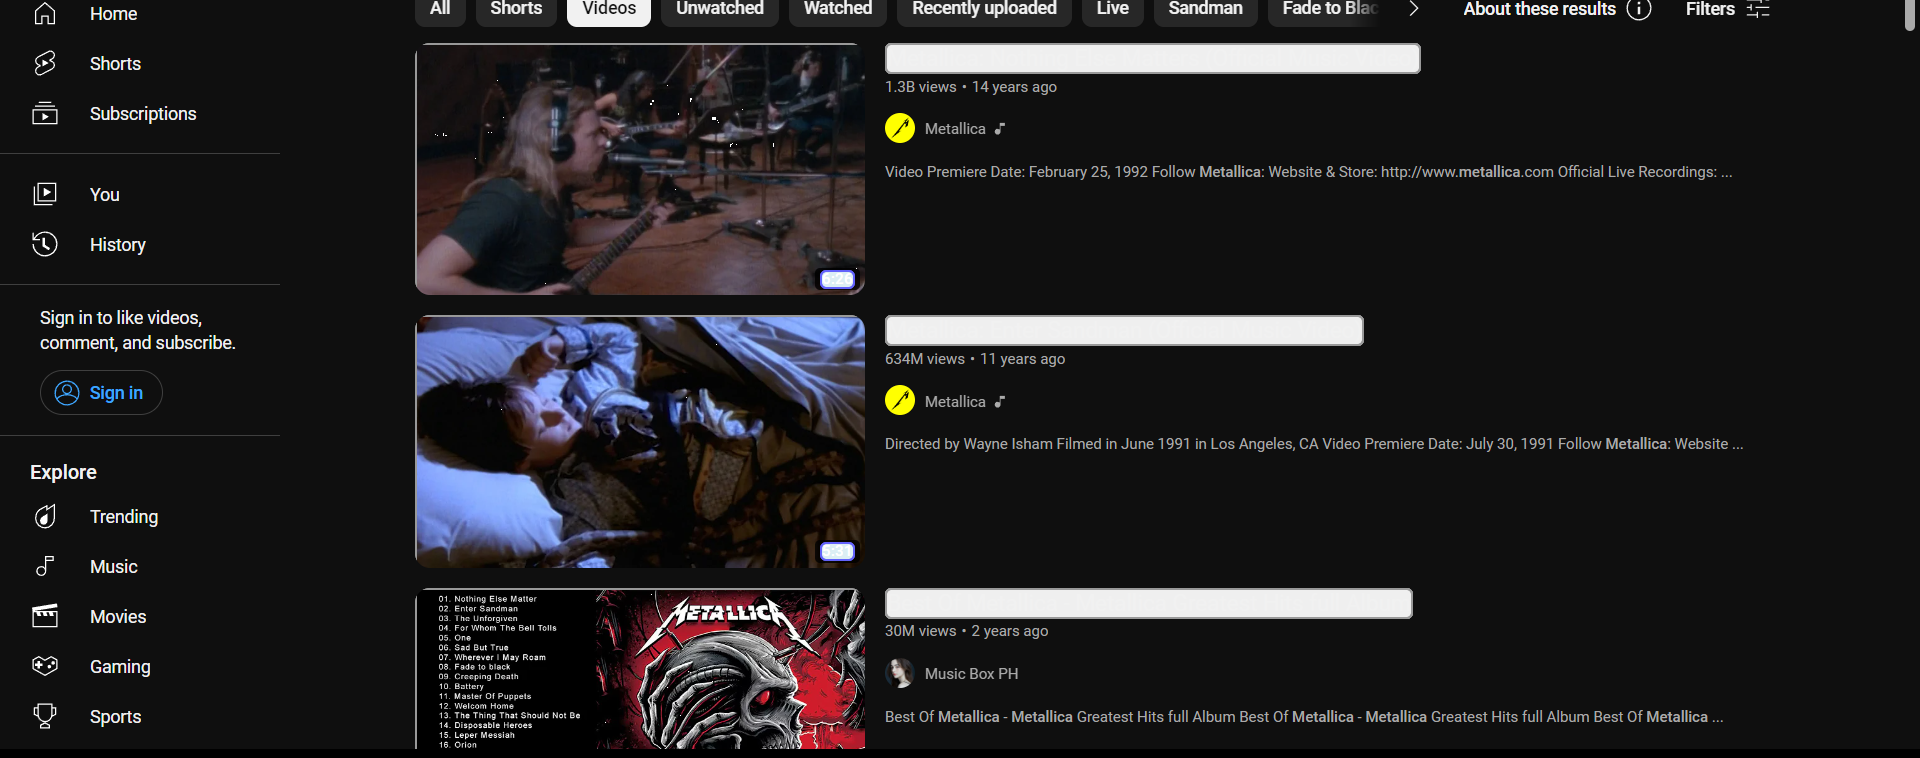 Home
Shorts
Subscriptions
You
History
Sign in to like videos,
comment, and subscribe.
Sign in
Explore
Trending
Music
Movies
Gaming
Sports
All
Shorts
Videos
Unwatched
Watched
Recently uploaded
Live
Sandman
Fade to Blac
About these results
Filters
1.3B views • 14 years ago
Metallica
Video Premiere Date: February 25, 1992 Follow Metallica: Website & Store: http://www.metallica.com Official Live Recordings: ...
634M views • 11 years ago
Metallica
Directed by Wayne Isham Filmed in June 1991 in Los Angeles, CA Video Premiere Date: July 30, 1991 Follow Metallica: Website ...
01. Nothing Else Matter
02. Enter Sandman
03. The Unforgiven
04. For Whom The Bell Tolls
05. One
06. Sad But True
07. Wherever I May Roam
08. Fade to black
09. Creeping Death
10. Battery
11. Master Of Puppets
12. Welcom Home
13. The Thing That Should Not Be
14. Disposable Heroes
15. Leper Messiah
16. Orion
METALLICA
30M views • 2 years ago
Music Box PH
Best Of Metallica - Metallica Greatest Hits full Album Best Of Metallica - Metallica Greatest Hits full Album Best Of Metallica ...